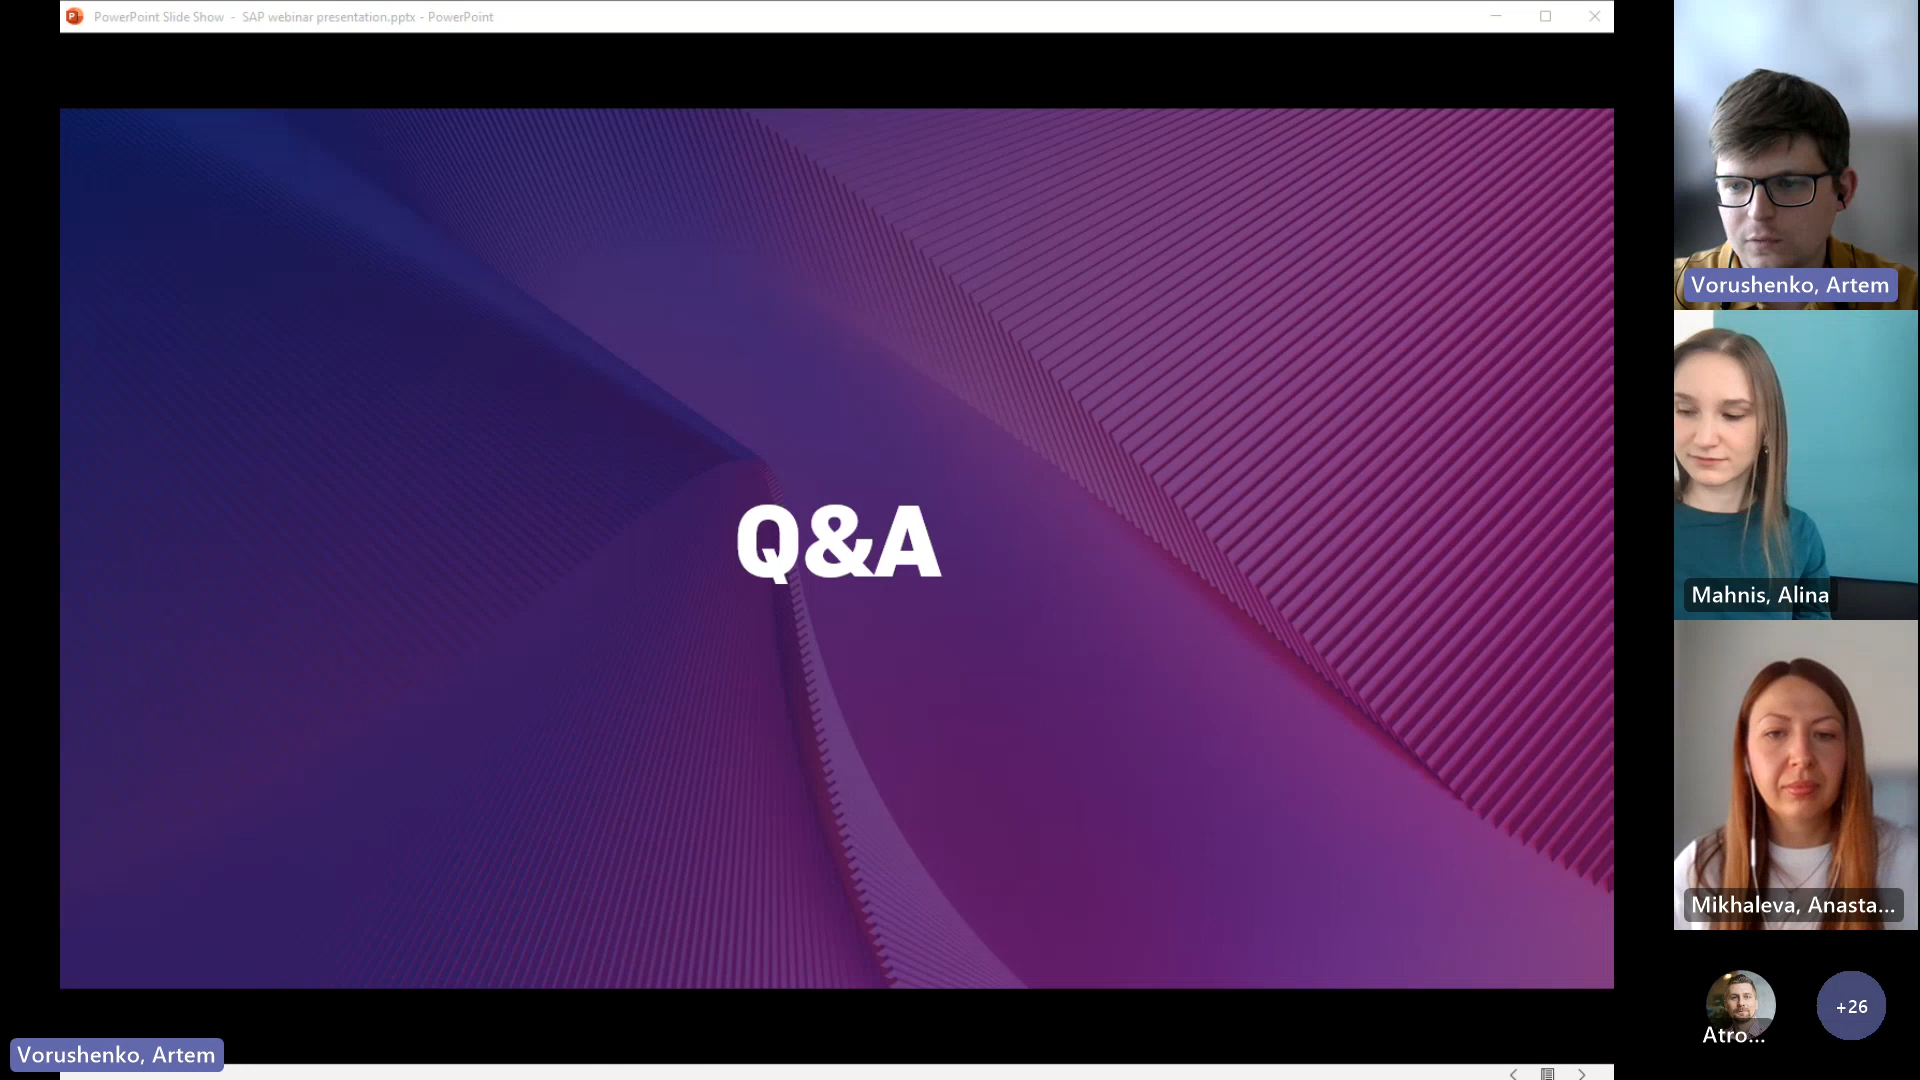 PowerPoint Slide Show - SAP webinar presentation.pptx - PowerPoint
Q&A
Vorushenko, Artem
Mahnis, Alina
Mikhaleva, Anasta...
Atro...
+26
Vorushenko, Artem